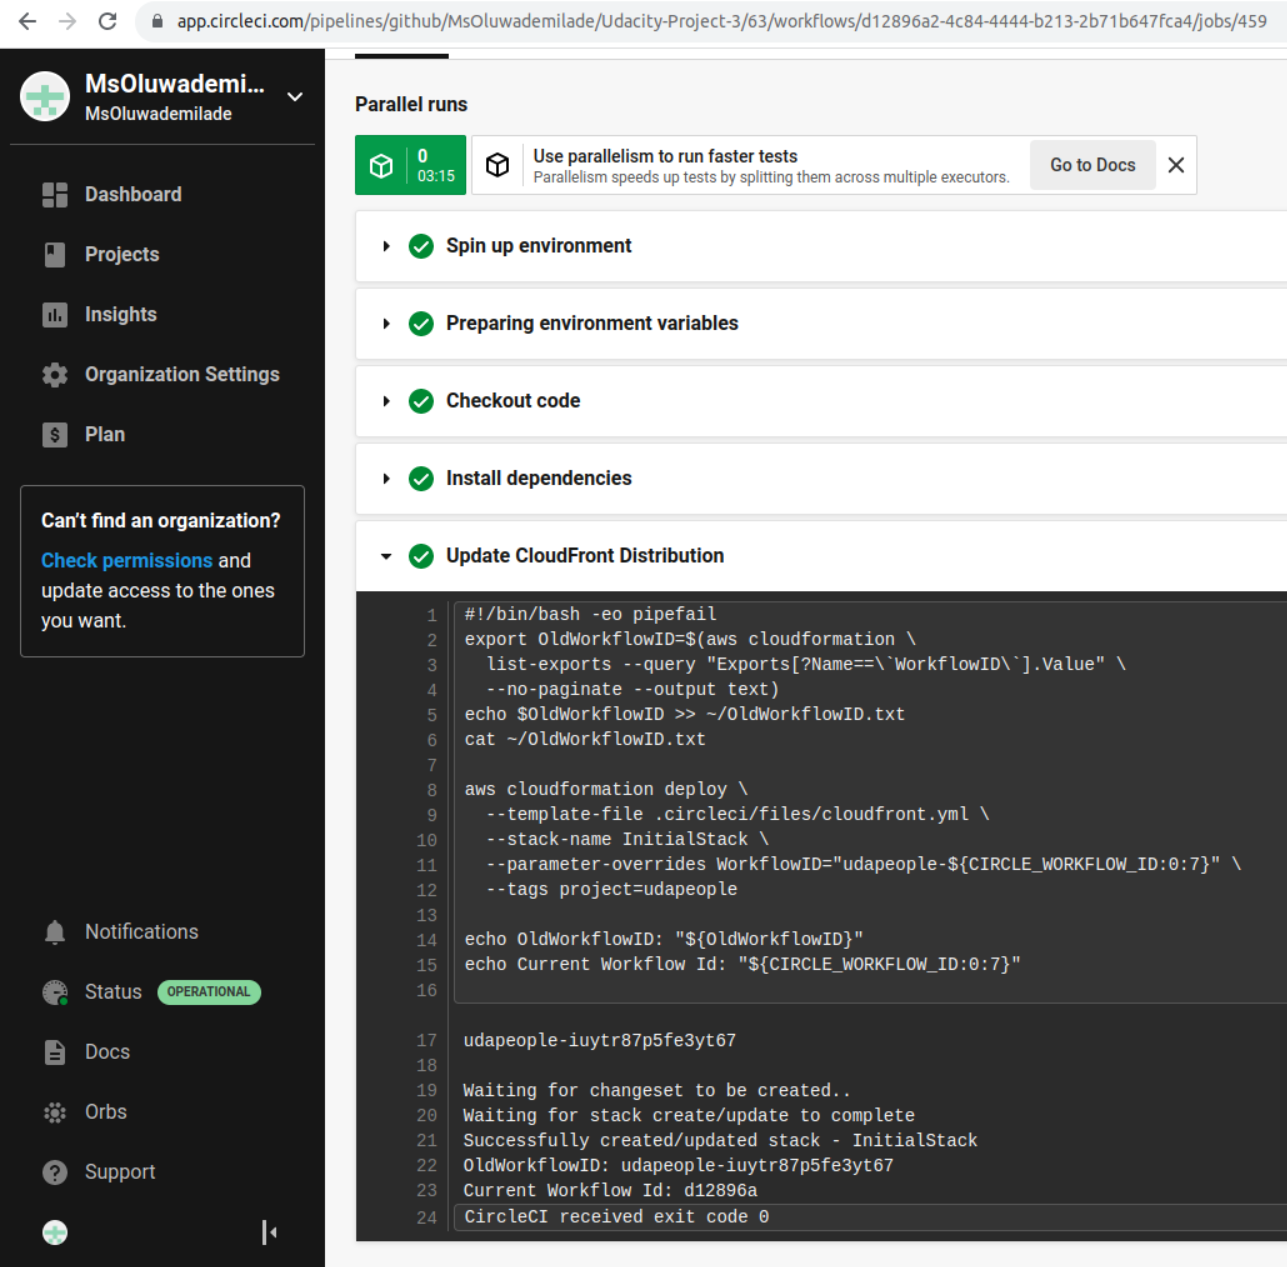 app.circleci.com/pipelines/github/MsOluwademilade/Udacity-Project-3/63/workflows/d12896a2-4c84-4444-b213-2b71b647fca4/jobs/459
MsOluwademi...
MsOluwademilade
Dashboard
Projects
Insights
Organization Settings
Plan
Can't find an organization?
Check permissions and
update access to the ones
you want.
Notifications
Status OPERATIONAL
Docs
Orbs
Support
Parallel runs
0
03:15
Use parallelism to run faster tests
Parallelism speeds up tests by splitting them across multiple executors.
Go to Docs
Spin up environment
Preparing environment variables
Checkout code
Install dependencies
Update CloudFront Distribution
1 #!/bin/bash -eo pipefail
2 export OldWorkflowID=$(aws cloudformation \
3   list-exports --query "Exports[?Name==\`WorkflowID\`].Value" \
4   --no-paginate --output text)
5 echo $OldWorkflowID >> ~/OldWorkflowID.txt
6 cat ~/OldWorkflowID.txt
7
8 aws cloudformation deploy \
9   --template-file .circleci/files/cloudfront.yml \
10   --stack-name InitialStack \
11   --parameter-overrides WorkflowID="udapeople-${CIRCLE_WORKFLOW_ID:0:7}" \
12   --tags project=udapeople
13
14 echo OldWorkflowID: "${OldWorkflowID}"
15 echo Current Workflow Id: "${CIRCLE_WORKFLOW_ID:0:7}"
16
17 udapeople-iuytr87p5fe3yt67
18
19 Waiting for changeset to be created..
20 Waiting for stack create/update to complete
21 Successfully created/updated stack - InitialStack
22 OldWorkflowID: udapeople-iuytr87p5fe3yt67
23 Current Workflow Id: d12896a
24 CircleCI received exit code 0